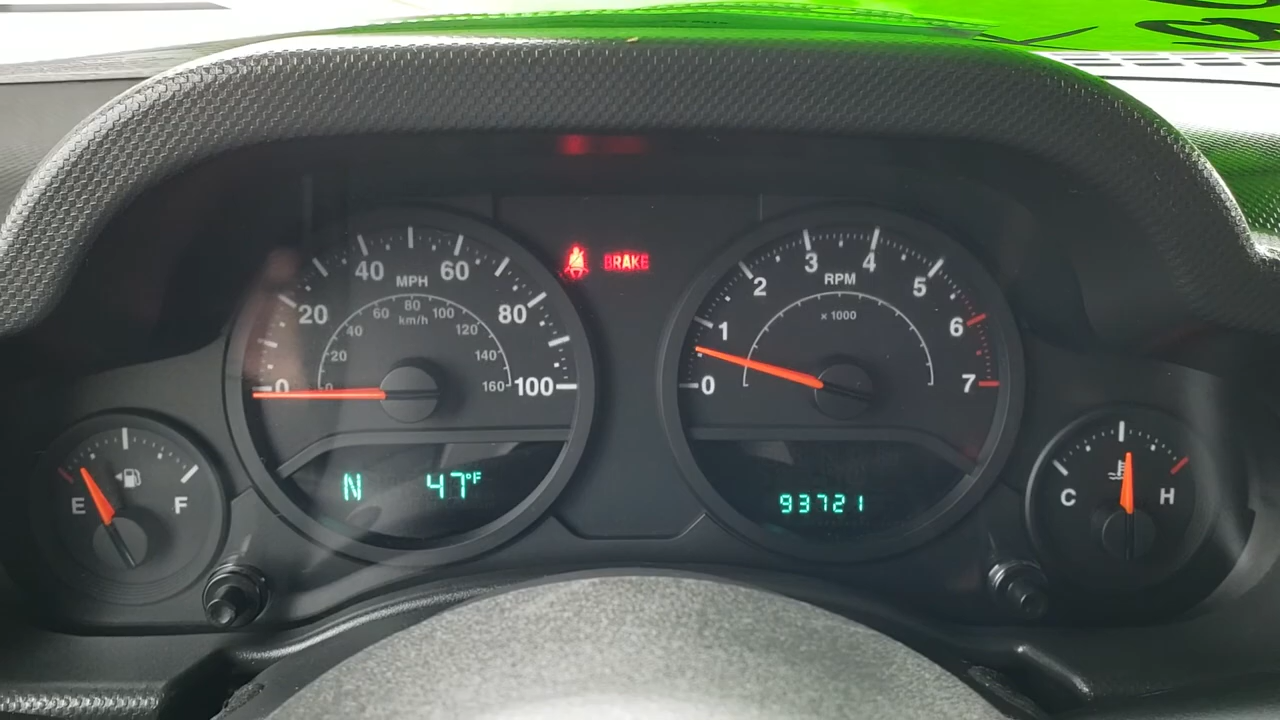 40 MPH 60
20 80
60 80 100
km/h
40 120
20 140
0 0 160 100
BRAKE
3 4
2 RPM 5
x 1000
1 6
0 7
E F
N 47°F
93721
C H